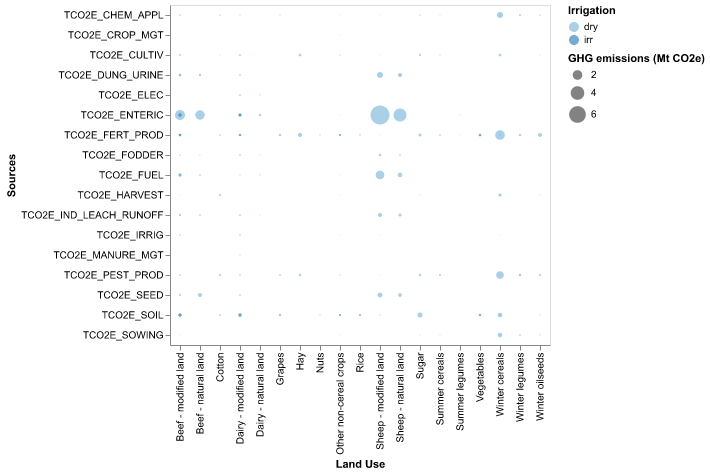 TCO2E_CHEM_APPL
TCO2E_CROP_MGT
TCO2E_CULTIV
TCO2E_DUNG_URINE
TCO2E_ELEC
TCO2E_ENTERIC
TCO2E_FERT_PROD
TCO2E_FODDER
TCO2E_FUEL
TCO2E_HARVEST
TCO2E_IND_LEACH_RUNOFF
TCO2E_IRRIG
TCO2E_MANURE_MGT
TCO2E_PEST_PROD
TCO2E_SEED
TCO2E_SOIL
TCO2E_SOWING
Sources
Beef - modified land
Beef - natural land
Cotton
Dairy - modified land
Dairy - natural land
Grapes
Hay
Nuts
Other non-cereal crops
Rice
Sheep - modified land
Sheep - natural land
Sugar
Summer cereals
Summer legumes
Vegetables
Winter cereals
Winter legumes
Winter oilseeds
Land Use
Irrigation
dry
irr
GHG emissions (Mt CO2e)
2
4
6